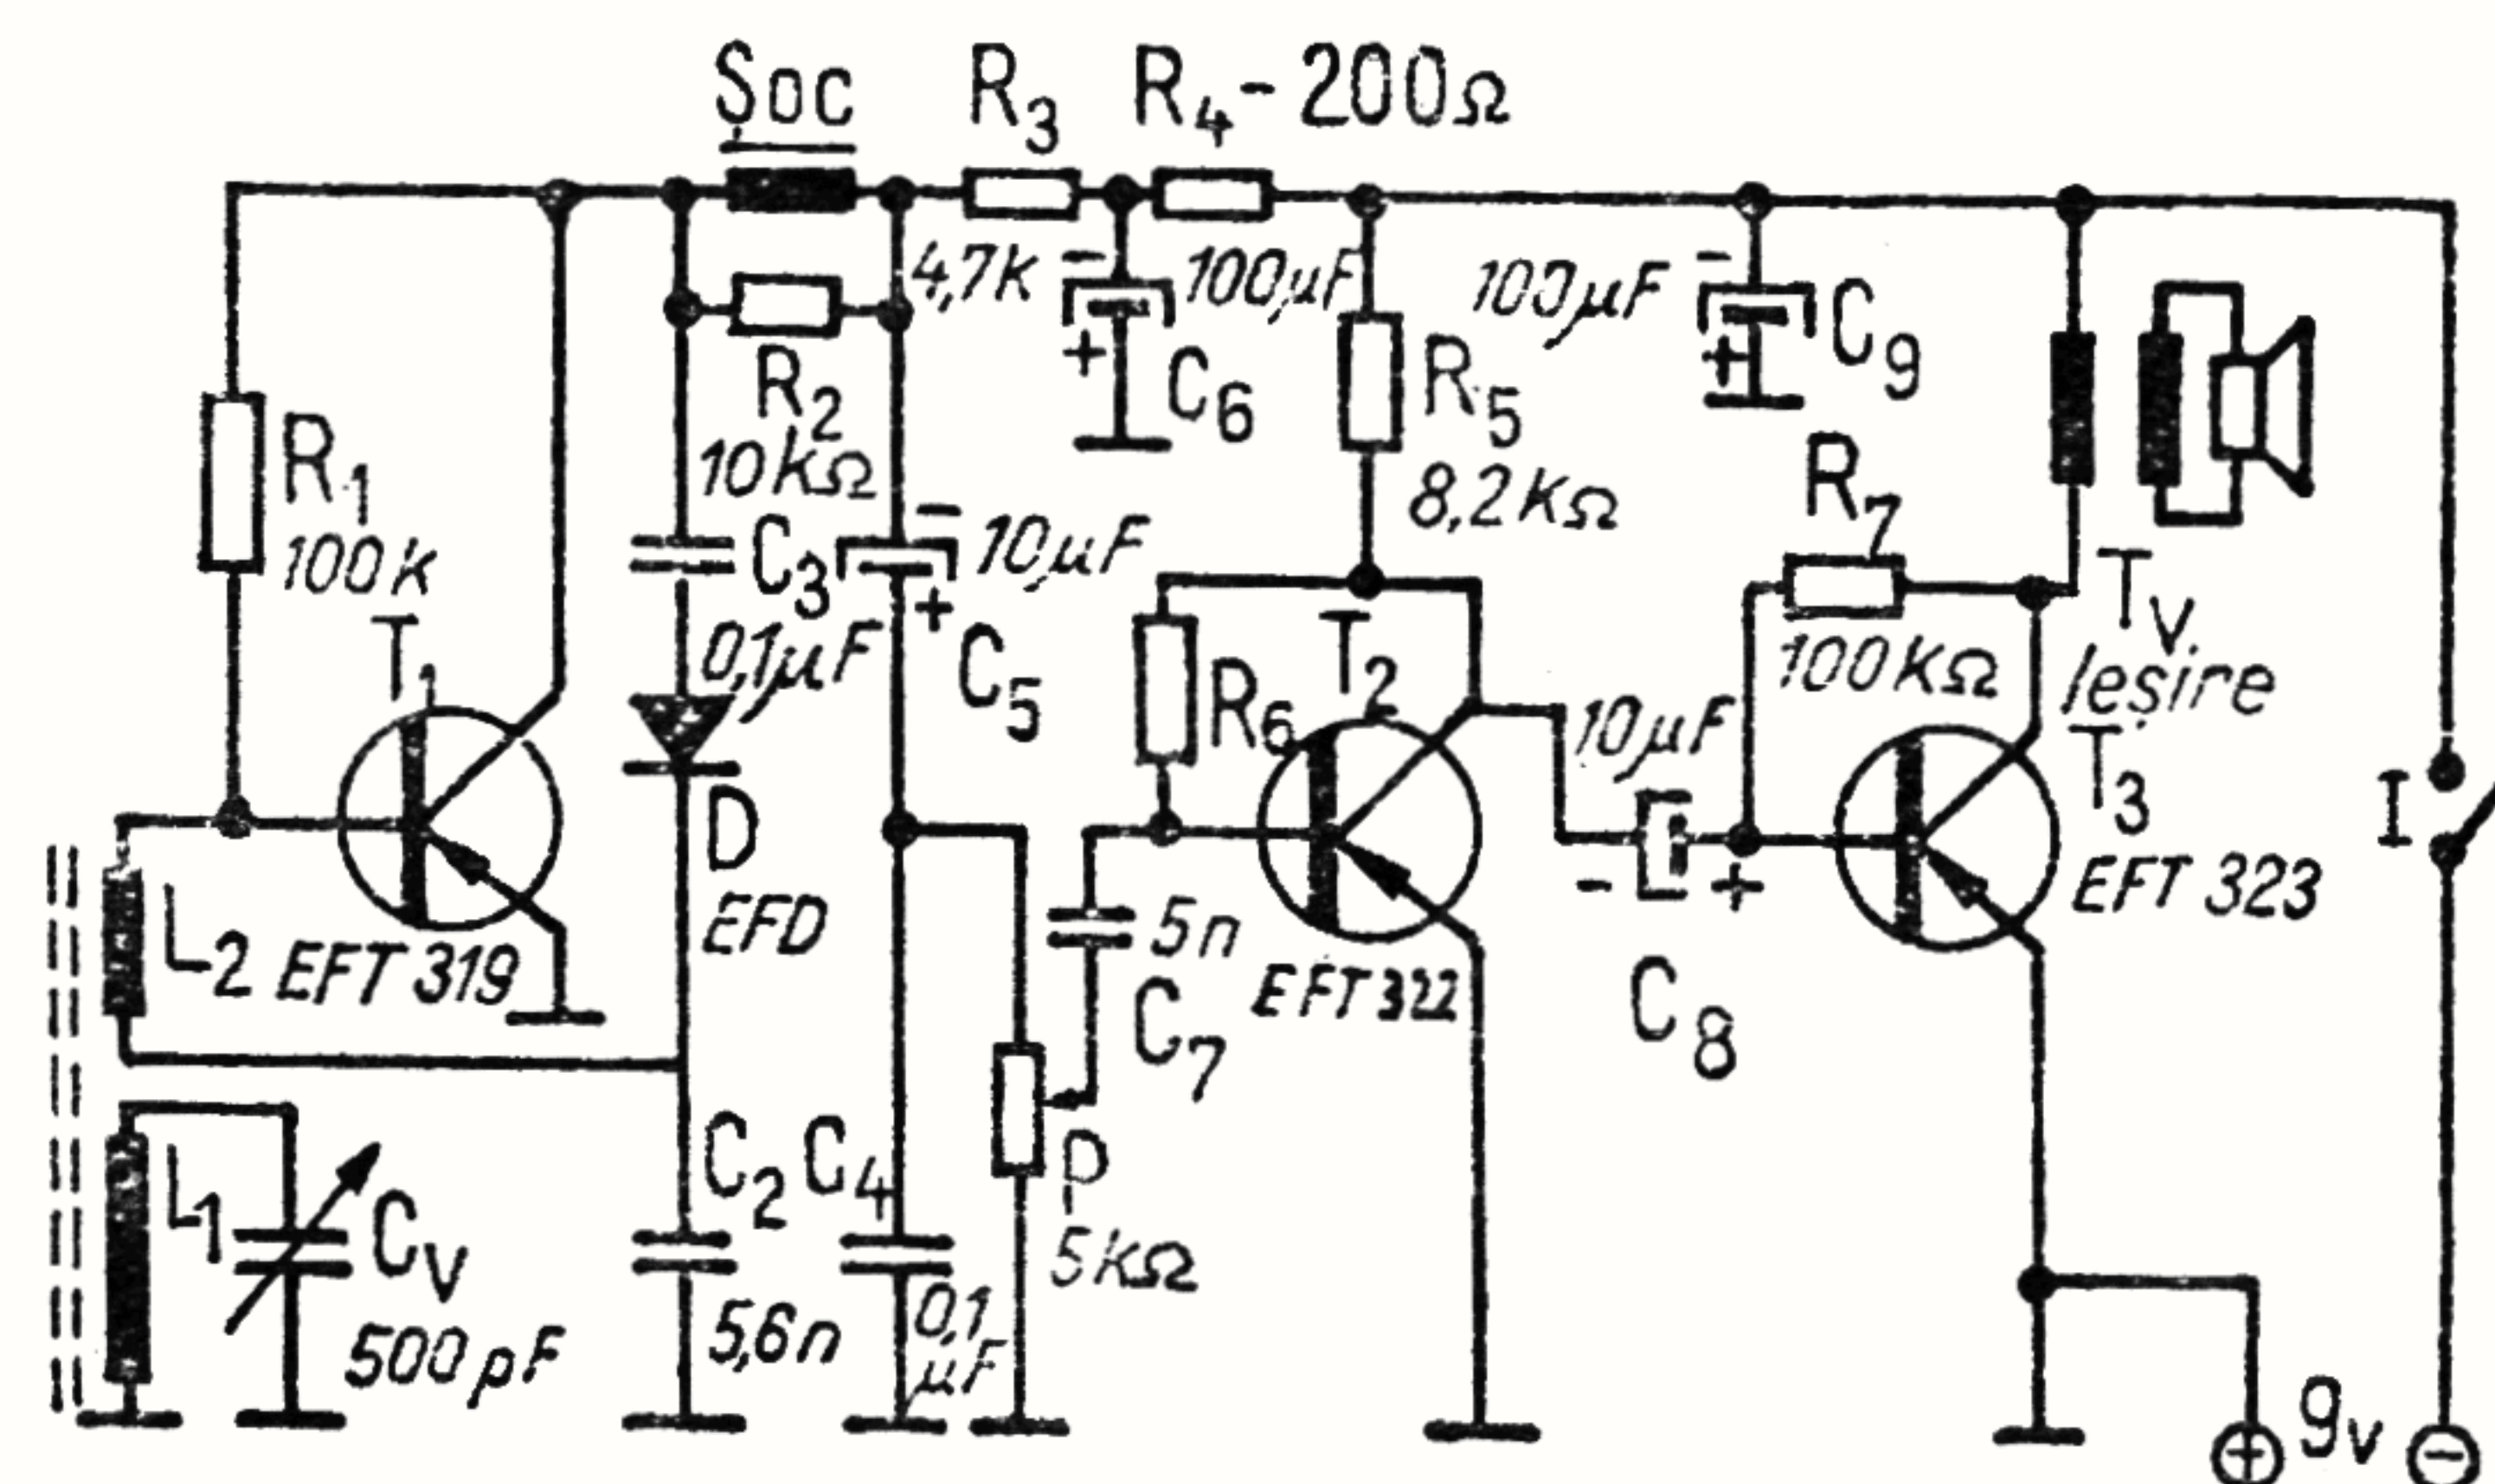 Șoc
R3
R4 - 200Ω
4,7k
-
100µF
+
C6
100µF
-
+
C9
R1
100k
R2
10kΩ
R5
8,2kΩ
R7
100kΩ
C3
0,1µF
-
10µF
+
C5
T1
EFT 319
R6
T2
EFT 322
10µF
-
+
C8
Tv.
Ieșire
T3
EFT 323
I
D
EFD
L2
5n
C7
L1
Cv
500pF
C2
5,6n
C4
0,1
µF
P
5kΩ
+
9v
-